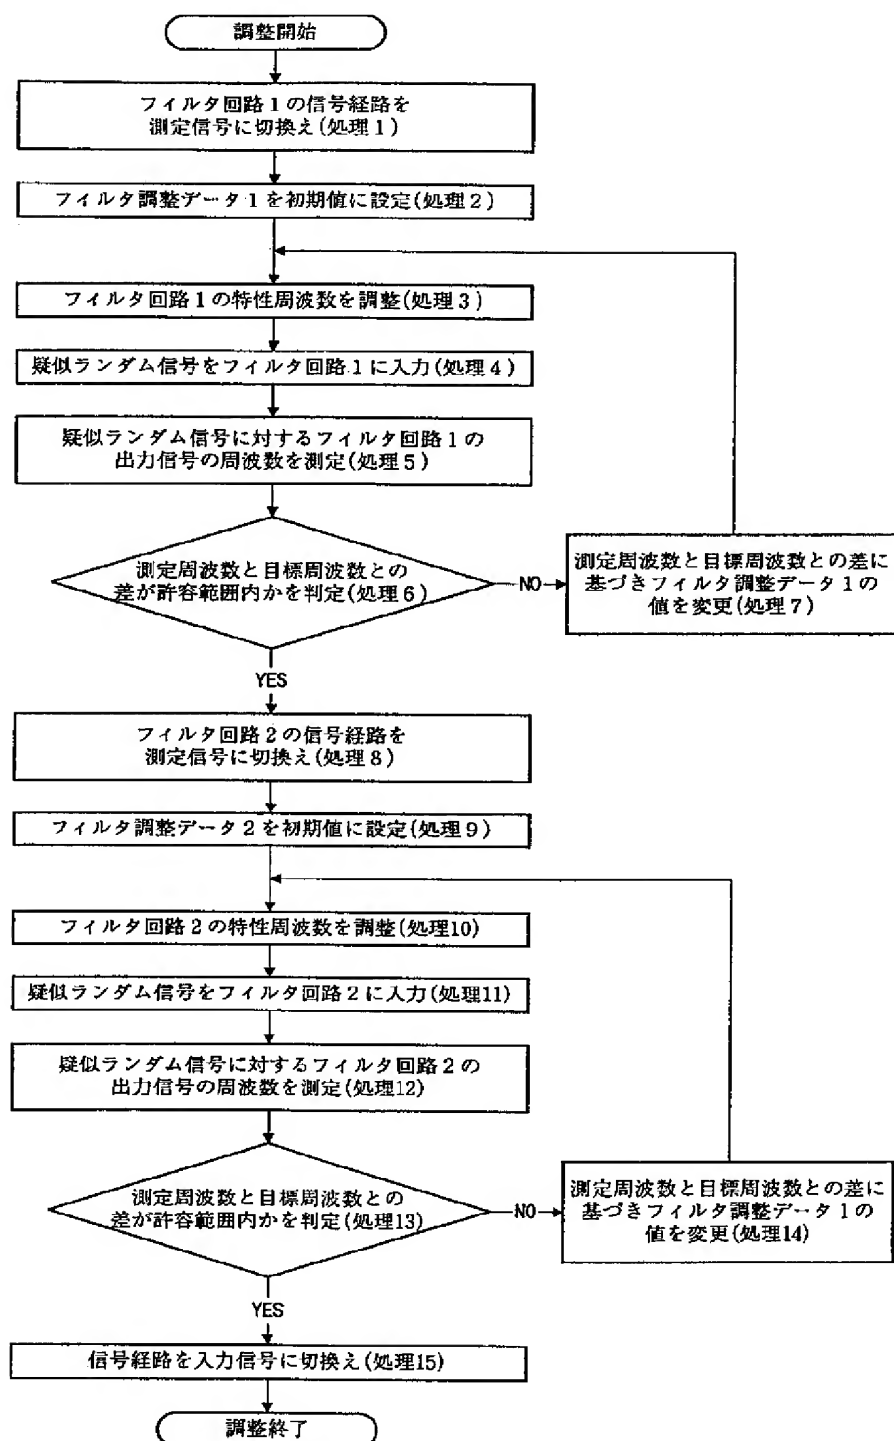 調整開始
フィルタ回路1の信号経路を
測定信号に切換え(処理1)
フィルタ調整データ1を初期値に設定(処理2)
フィルタ回路1の特性周波数を調整(処理3)
疑似ランダム信号をフィルタ回路1に入力(処理4)
疑似ランダム信号に対するフィルタ回路1の
出力信号の周波数を測定(処理5)
測定周波数と目標周波数との
差が許容範囲内かを判定(処理6)
NO
測定周波数と目標周波数との差に
基づきフィルタ調整データ1の
値を変更(処理7)
YES
フィルタ回路2の信号経路を
測定信号に切換え(処理8)
フィルタ調整データ2を初期値に設定(処理9)
フィルタ回路2の特性周波数を調整(処理10)
疑似ランダム信号をフィルタ回路2に入力(処理11)
疑似ランダム信号に対するフィルタ回路2の
出力信号の周波数を測定(処理12)
測定周波数と目標周波数との
差が許容範囲内かを判定(処理13)
NO
測定周波数と目標周波数との差に
基づきフィルタ調整データ1の
値を変更(処理14)
YES
信号経路を入力信号に切換え(処理15)
調整終了